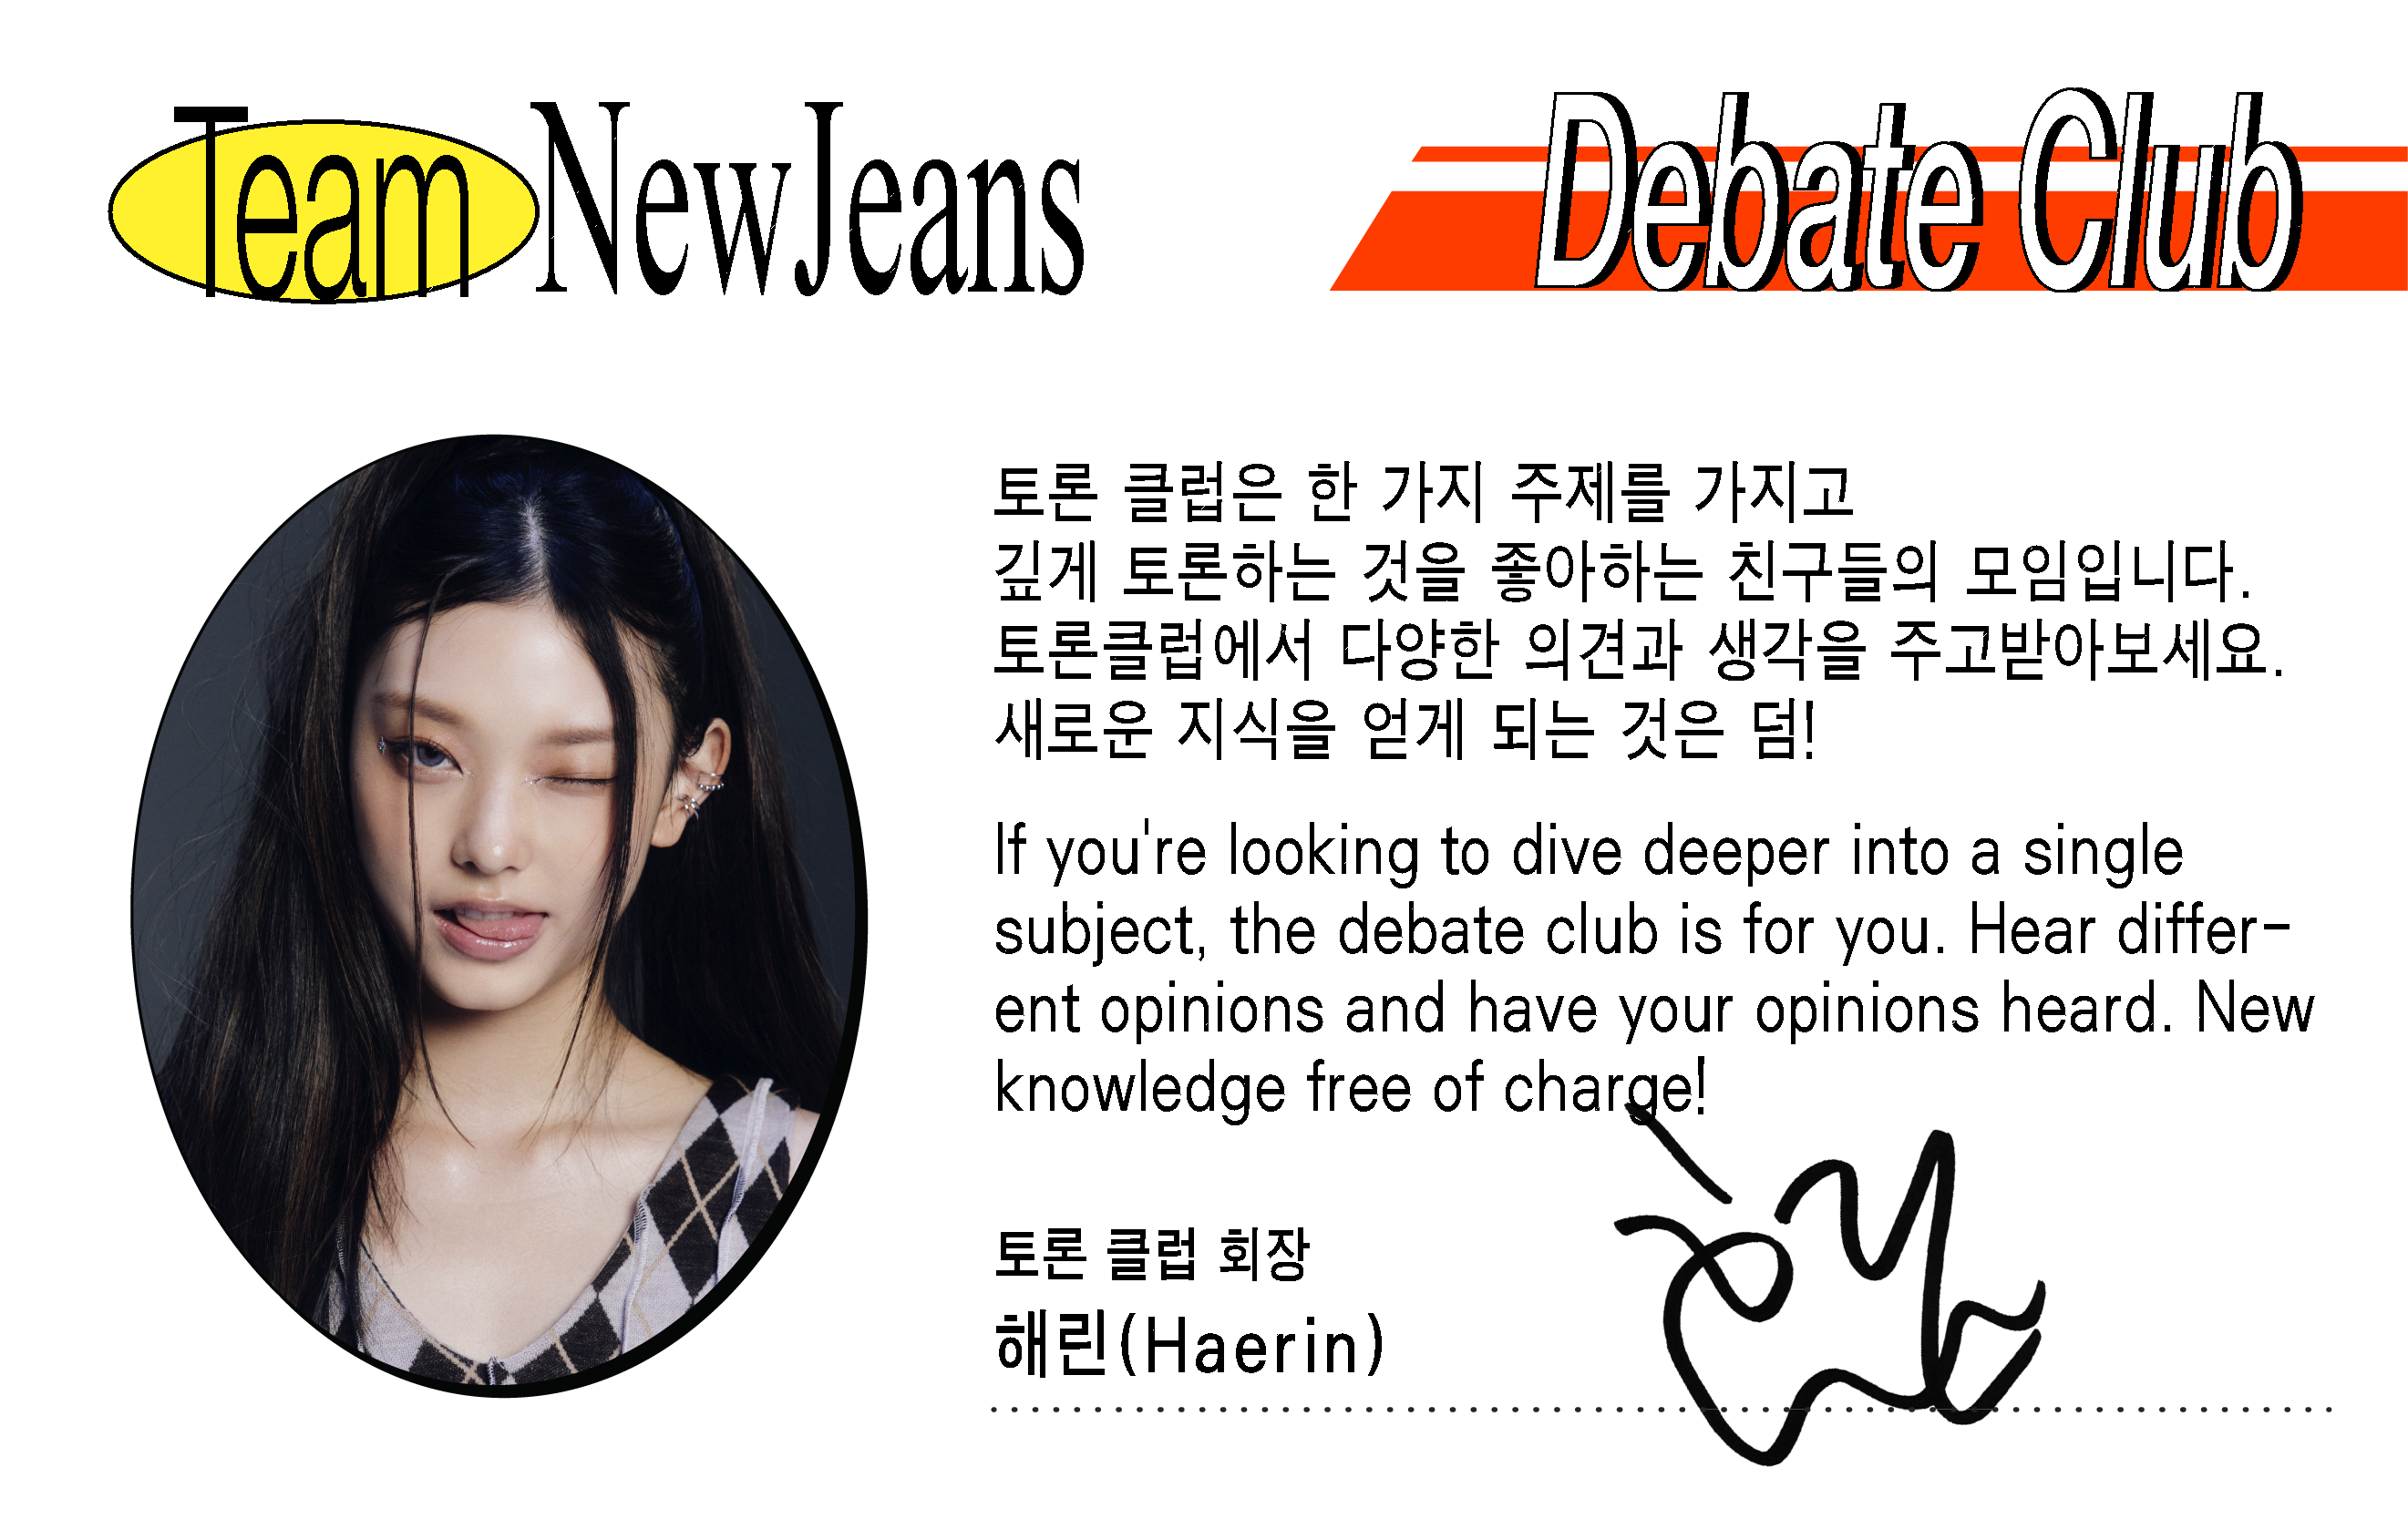 Team NewJeans
Debate Club
토론 클럽은 한 가지 주제를 가지고
깊게 토론하는 것을 좋아하는 친구들의 모임입니다.
토론클럽에서 다양한 의견과 생각을 주고받아보세요.
새로운 지식을 얻게 되는 것은 덤!
If you're looking to dive deeper into a single
subject, the debate club is for you. Hear differ-
ent opinions and have your opinions heard. New
knowledge free of charge!
토론 클럽 회장
해린(Haerin)